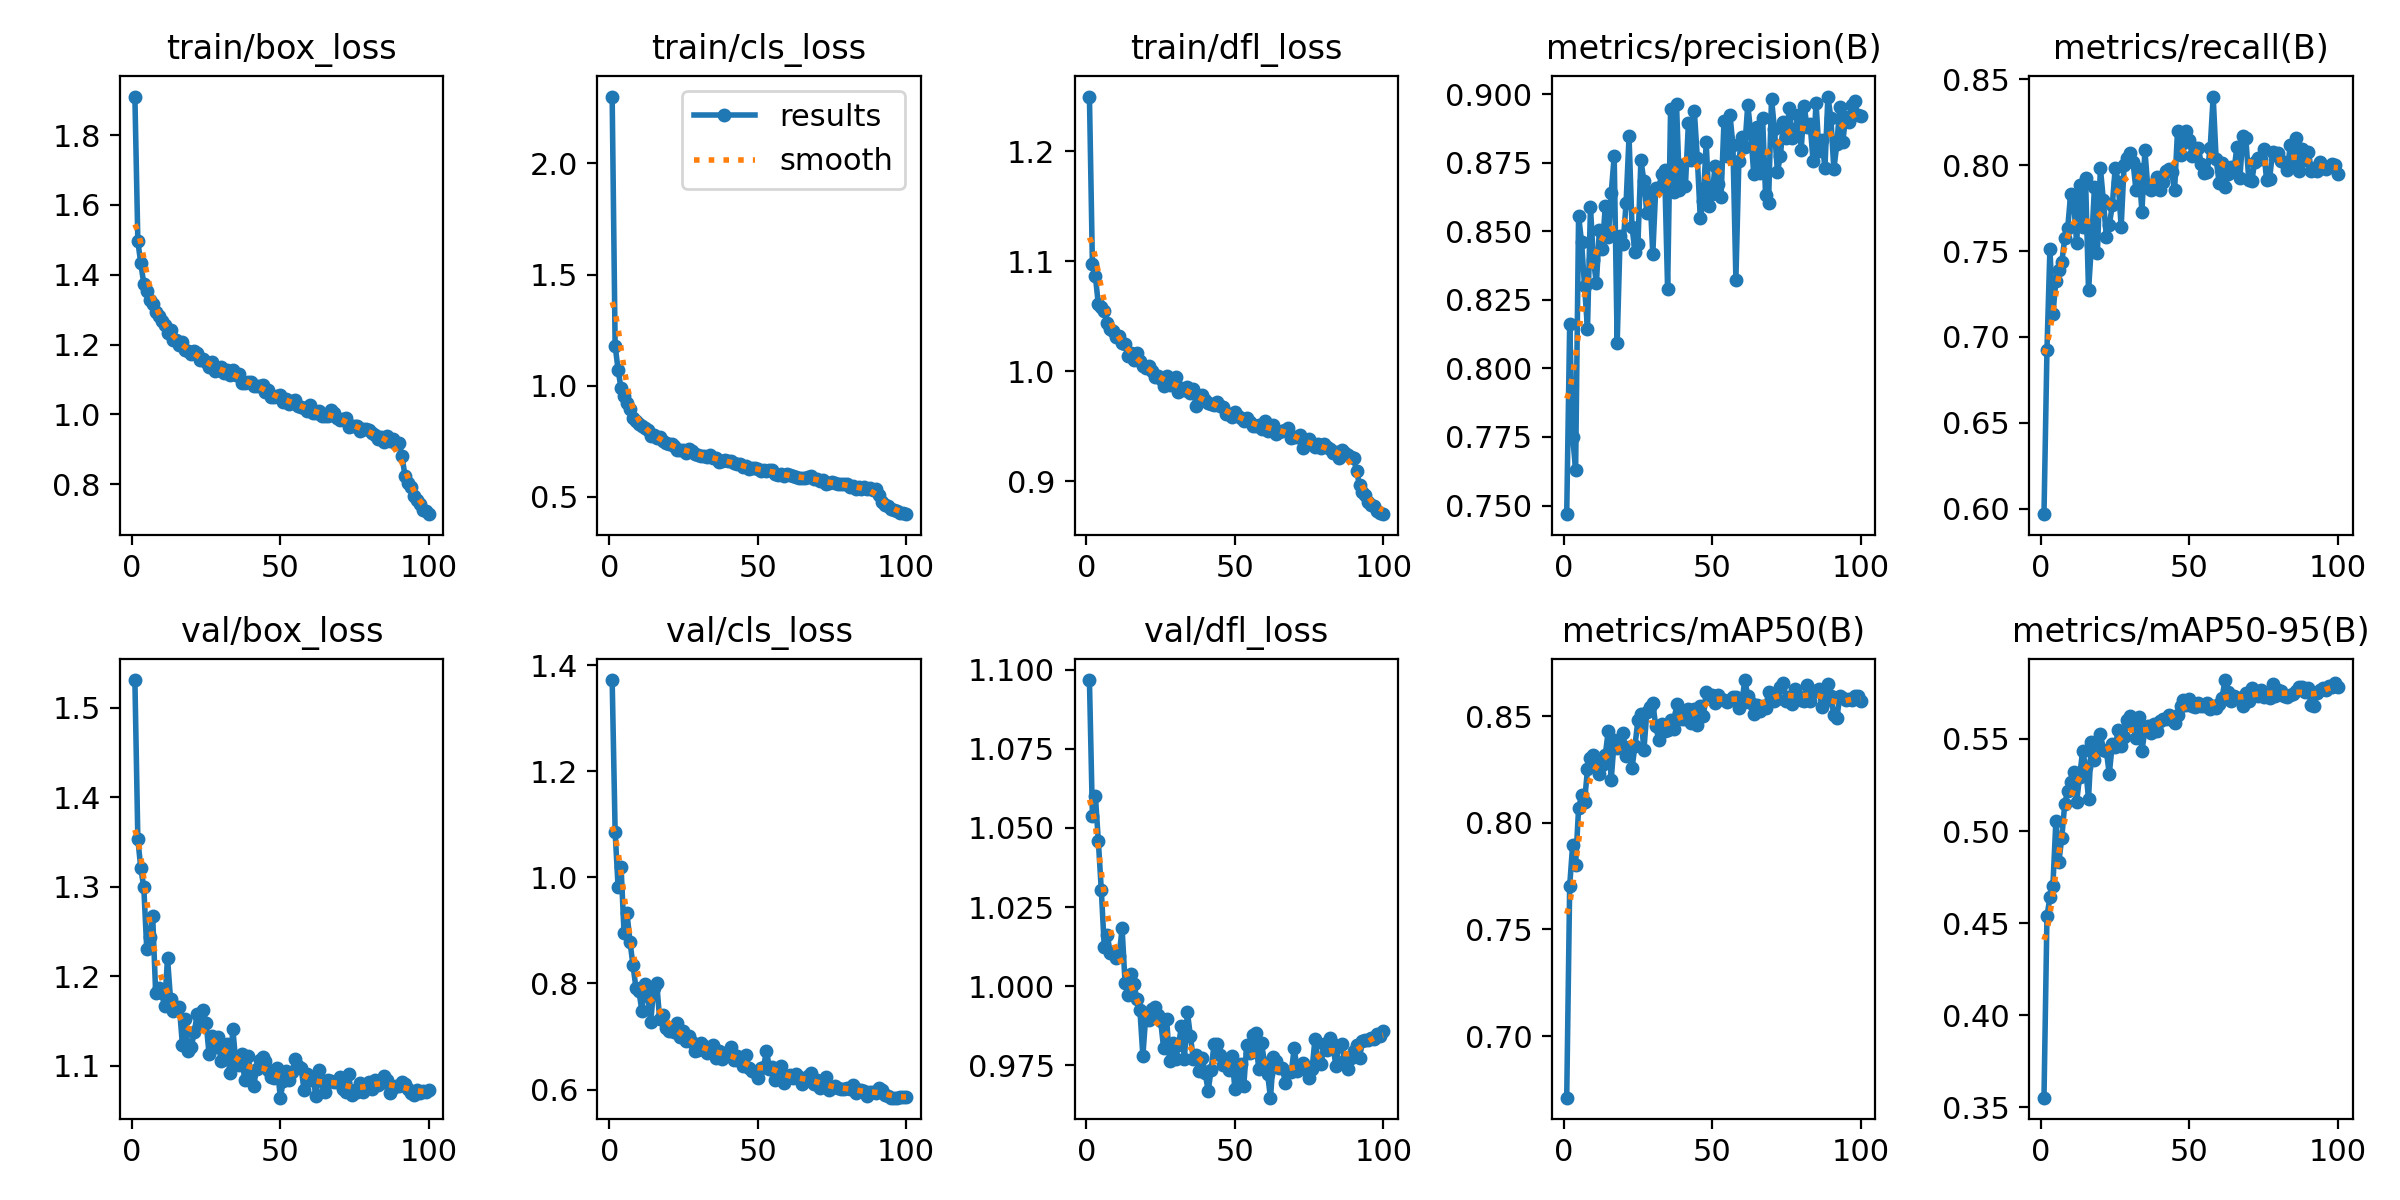 train/box_loss
train/cls_loss
train/dfl_loss
metrics/precision(B)
metrics/recall(B)
1.8
1.6
1.4
1.2
1.0
0.8
0 50 100
results
smooth
2.0
1.5
1.0
0.5
0 50 100
1.2
1.1
1.0
0.9
0 50 100
0.900
0.875
0.850
0.825
0.800
0.775
0.750
0 50 100
0.85
0.80
0.75
0.70
0.65
0.60
0 50 100
val/box_loss
val/cls_loss
val/dfl_loss
metrics/mAP50(B)
metrics/mAP50-95(B)
1.5
1.4
1.3
1.2
1.1
0 50 100
1.4
1.2
1.0
0.8
0.6
0 50 100
1.100
1.075
1.050
1.025
1.000
0.975
0 50 100
0.85
0.80
0.75
0.70
0 50 100
0.55
0.50
0.45
0.40
0.35
0 50 100